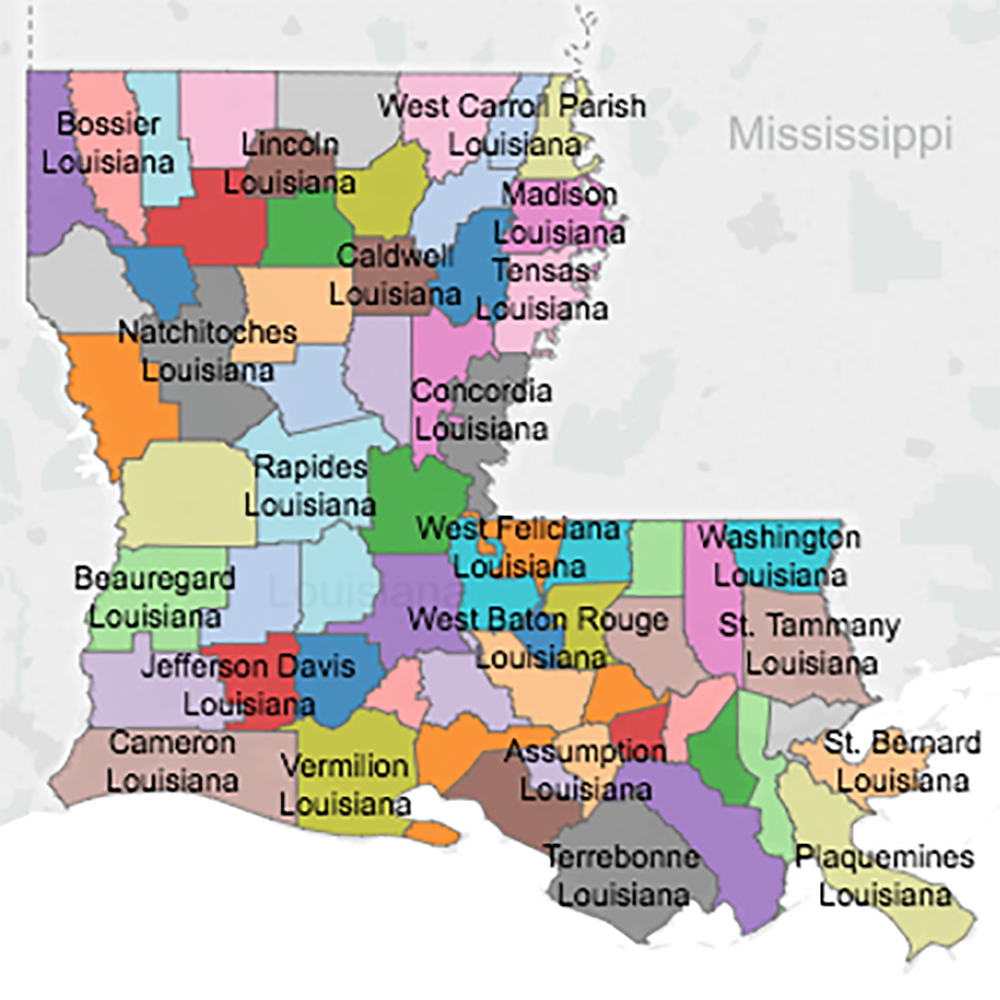 West Carroll Parish
Louisiana
Mississippi
Bossier
Louisiana
Lincoln
Louisiana
Madison
Louisiana
Caldwell
Louisiana
Tensas
Louisiana
Natchitoches
Louisiana
Concordia
Louisiana
Rapides
Louisiana
West Feliciana
Louisiana
Washington
Louisiana
Beauregard
Louisiana
Louisiana
West Baton Rouge
Louisiana
St. Tammany
Louisiana
Jefferson Davis
Louisiana
Cameron
Louisiana
Vermilion
Louisiana
Assumption
Louisiana
St. Bernard
Louisiana
Terrebonne
Louisiana
Plaquemines
Louisiana